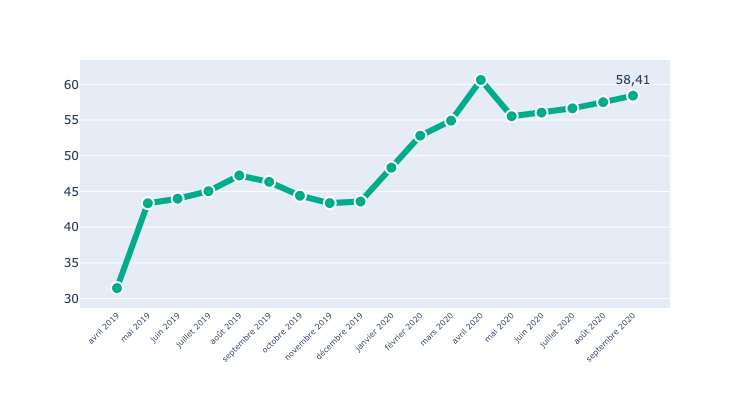 58,41
60
55
50
45
40
35
30
avril 2019
mai 2019
juin 2019
juillet 2019
août 2019
septembre 2019
octobre 2019
novembre 2019
décembre 2019
janvier 2020
février 2020
mars 2020
avril 2020
mai 2020
juin 2020
juillet 2020
août 2020
septembre 2020